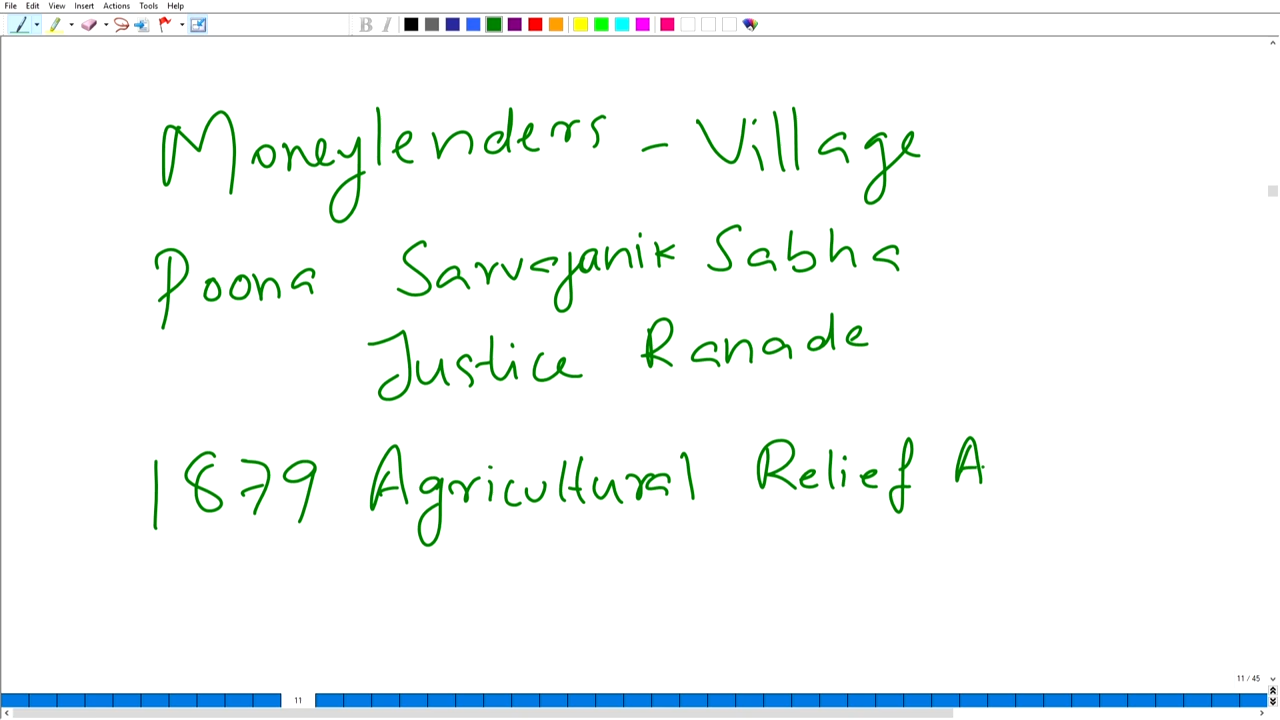 File Edit View Insert Actions Tools Help
B I
Moneylenders - Village
Poona Sarvajanik Sabha
Justice Ranade
1879 Agricultural Relief A
11 / 45
11